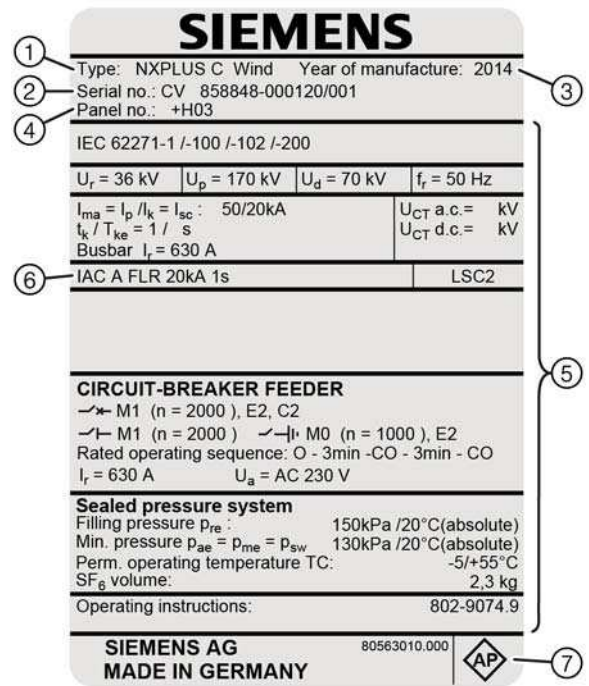 SIEMENS
① Type: NXPLUS C Wind Year of manufacture: 2014 ③
② Serial no.: CV 858848-000120/001
④ Panel no.: +H03
IEC 62271-1 /-100 /-102 /-200
Ur = 36 kV Up = 170 kV Ud = 70 kV fr = 50 Hz
Ima = Ip /Ik = Isc : 50/20kA UCT a.c.= kV
tk / Tke = 1 / s UCT d.c.= kV
Busbar Ir = 630 A
⑥ IAC A FLR 20kA 1s LSC2
⑤
CIRCUIT-BREAKER FEEDER
M1 (n = 2000 ), E2, C2
M1 (n = 2000 ) M0 (n = 1000 ), E2
Rated operating sequence: O - 3min -CO - 3min - CO
Ir = 630 A Ua = AC 230 V
Sealed pressure system
Filling pressure pre : 150kPa /20°C(absolute)
Min. pressure pae = pme = psw 130kPa /20°C(absolute)
Perm. operating temperature TC: -5/+55°C
SF6 volume: 2,3 kg
Operating instructions: 802-9074.9
SIEMENS AG 80563010.000 AP ⑦
MADE IN GERMANY